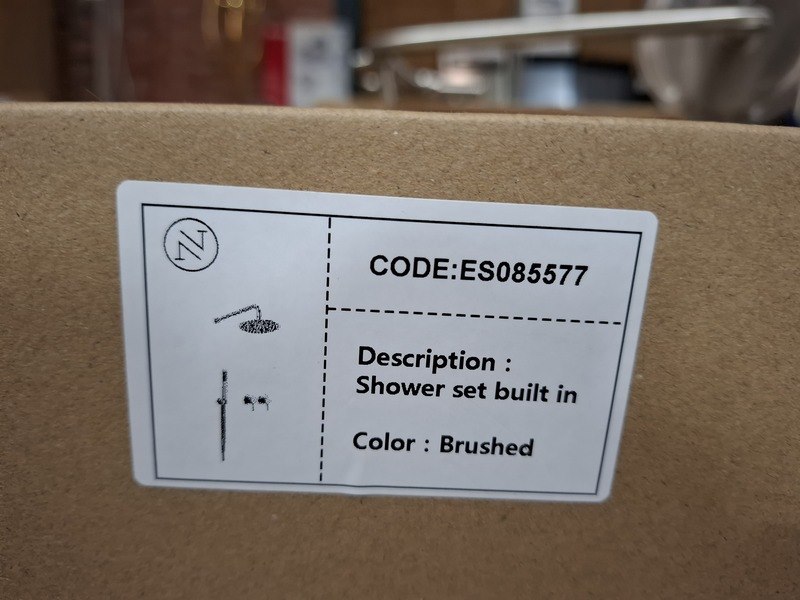 N
CODE:ES085577
Description :
Shower set built in
Color : Brushed